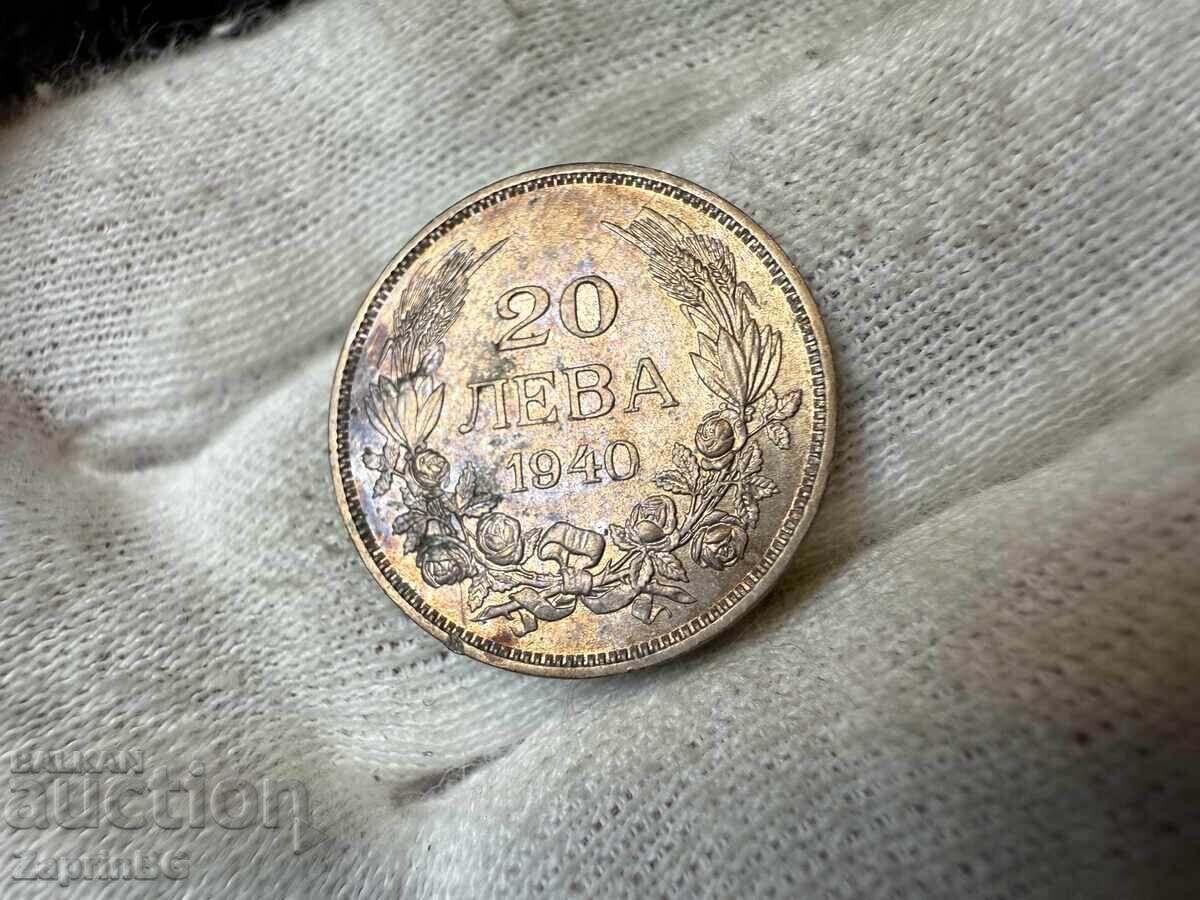 20
ЛЕВА
1940
BALKAN
auction
ZaprinBG